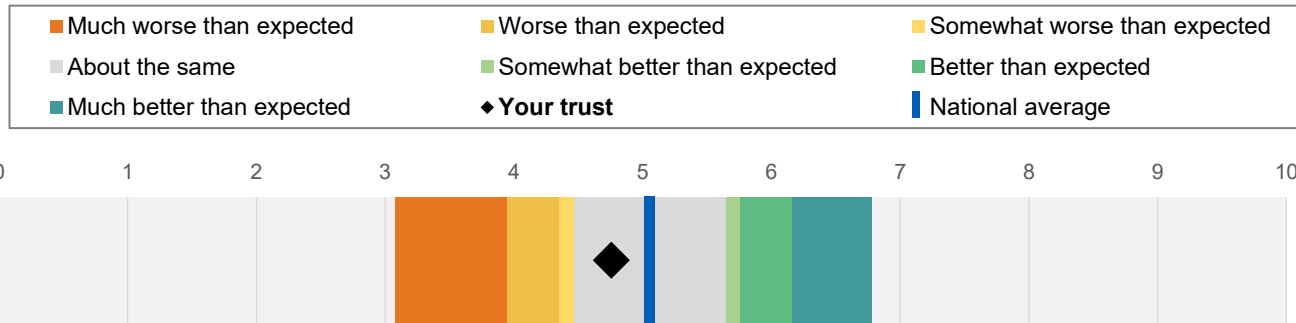 Much worse than expected Worse than expected Somewhat worse than expected
About the same Somewhat better than expected Better than expected
Much better than expected Your trust National average
0 1 2 3 4 5 6 7 8 9 10